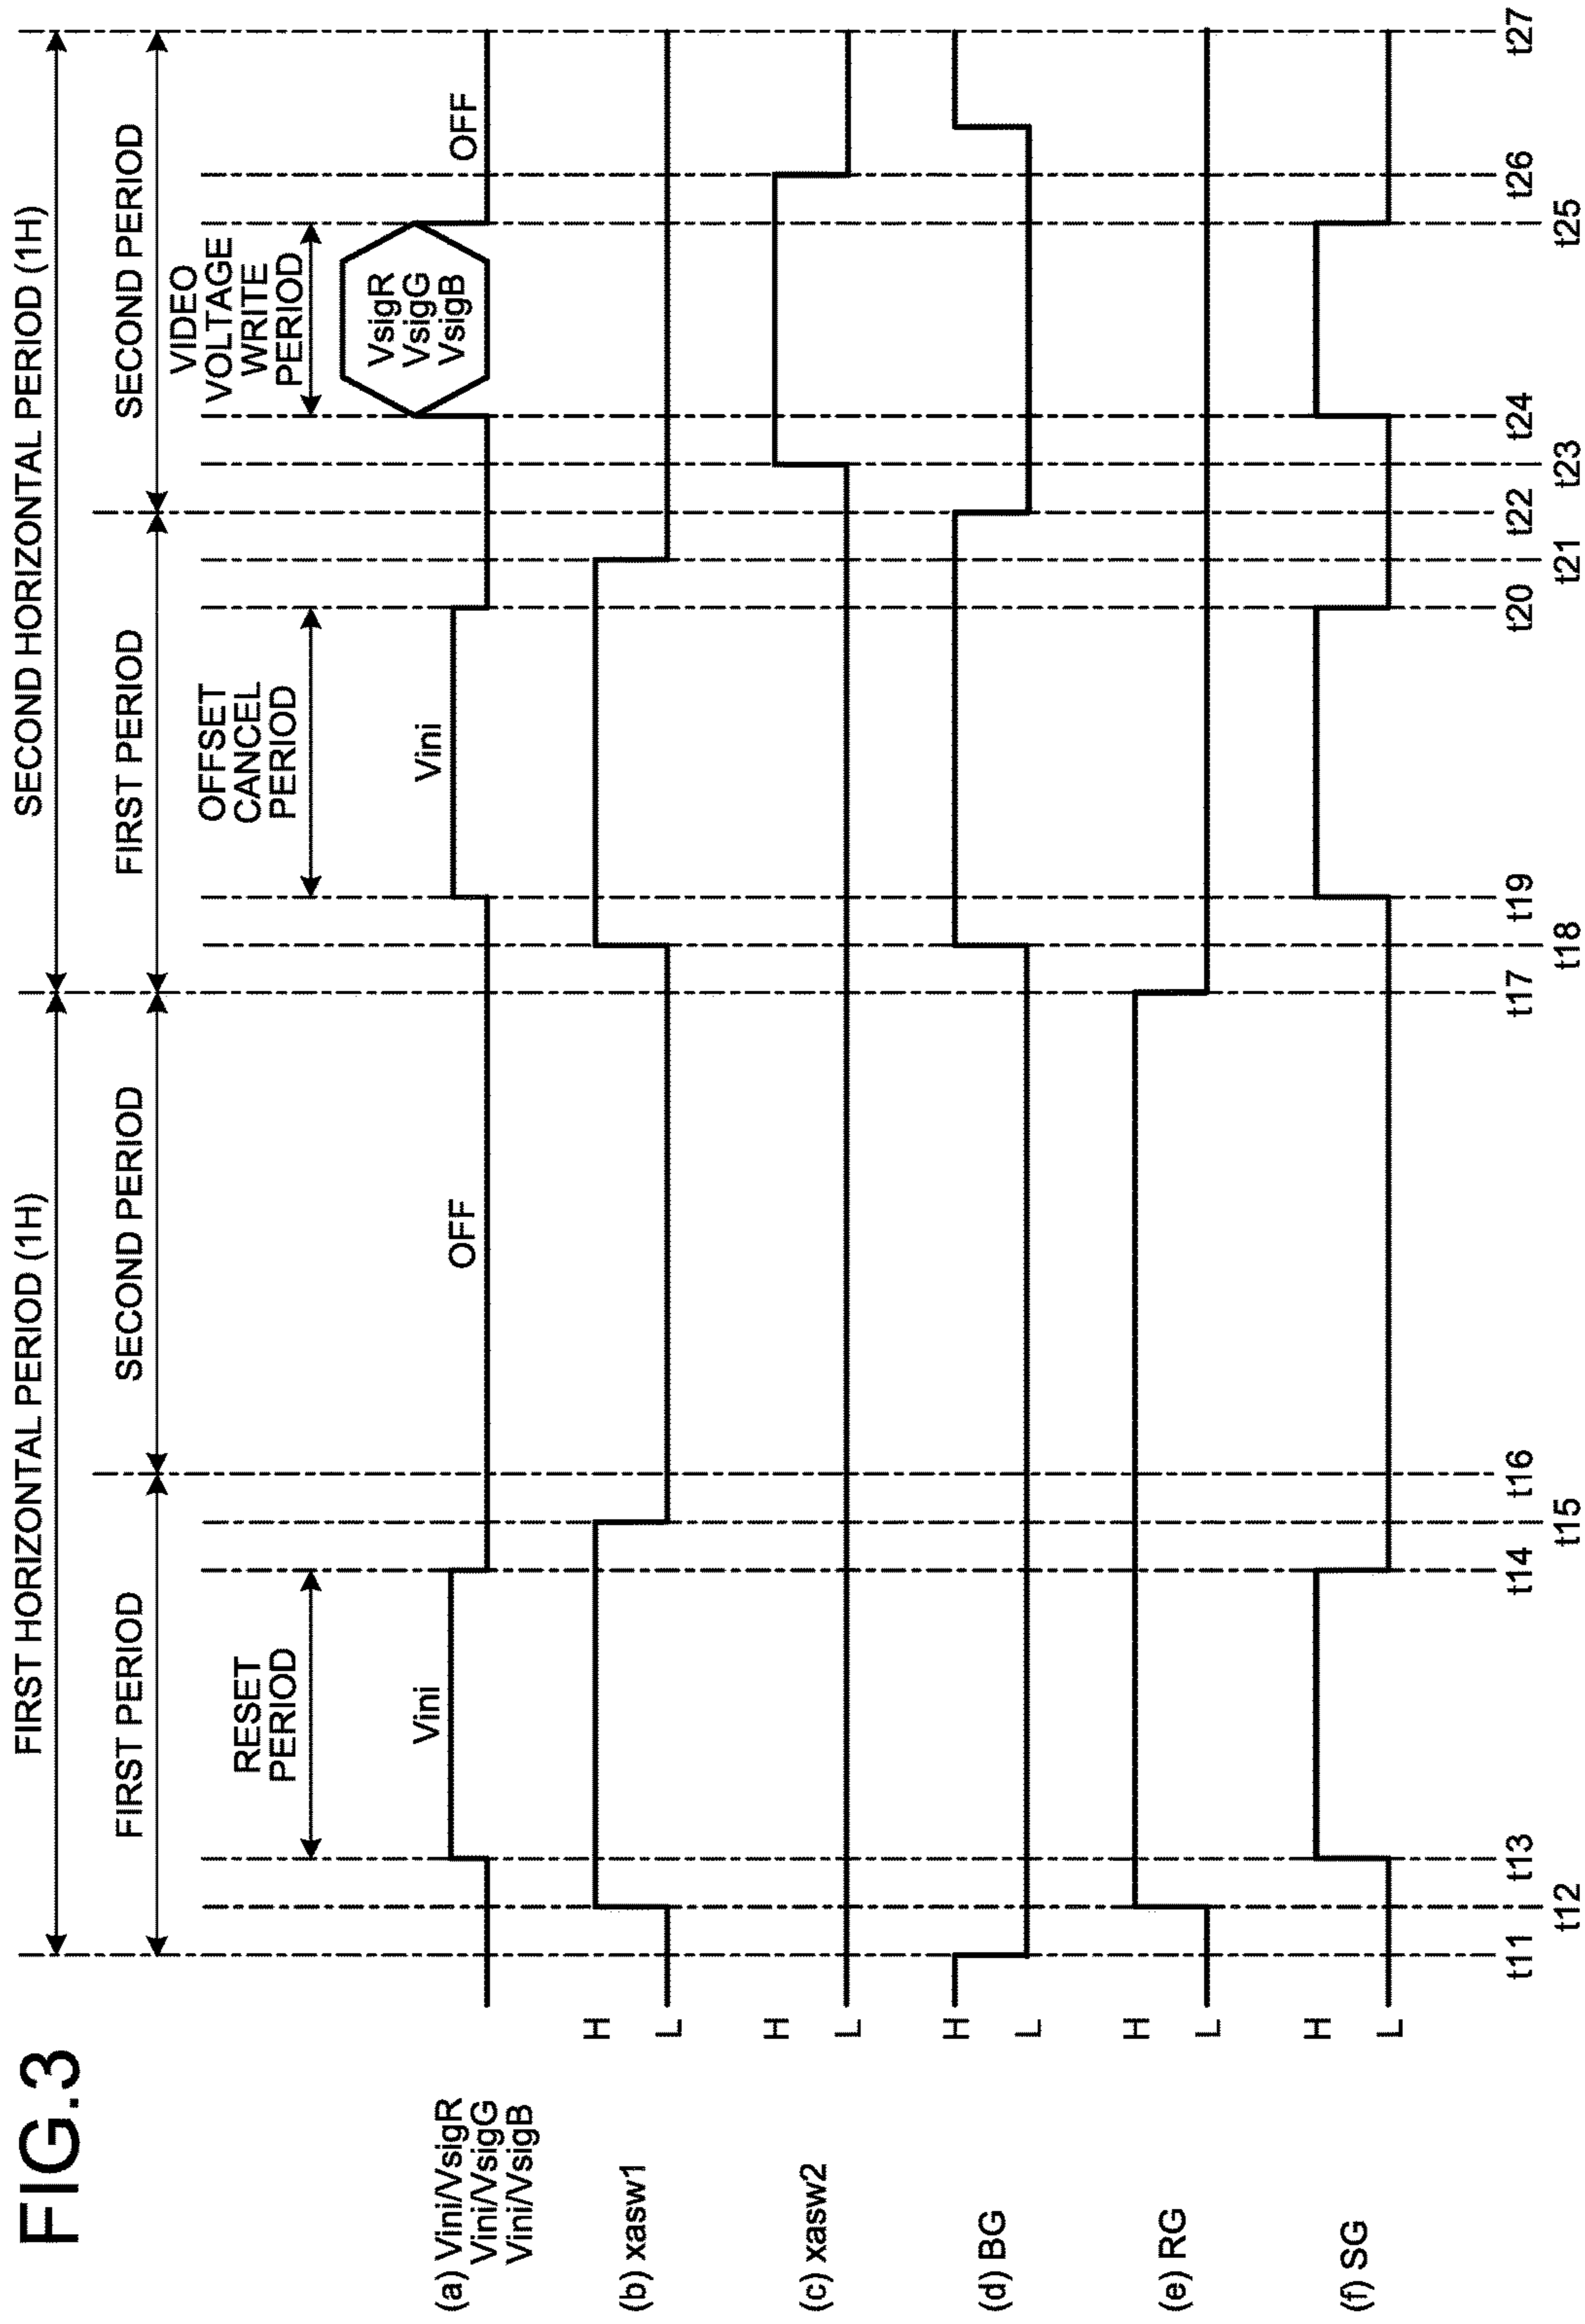 FIG.3
FIRST HORIZONTAL PERIOD (1H)
SECOND HORIZONTAL PERIOD (1H)
FIRST PERIOD
SECOND PERIOD
FIRST PERIOD
SECOND PERIOD
RESET
PERIOD
OFFSET
CANCEL
PERIOD
VIDEO
VOLTAGE
WRITE
PERIOD
(a) Vini/VsigR
Vini/VsigG
Vini/VsigB
Vini
OFF
Vini
VsigR
VsigG
VsigB
OFF
(b) xasw1
H
L
(c) xasw2
H
L
(d) BG
H
L
(e) RG
H
L
(f) SG
H
L
t11
t12
t13
t14
t15
t16
t17
t18
t19
t20
t21
t22
t23
t24
t25
t26
t27